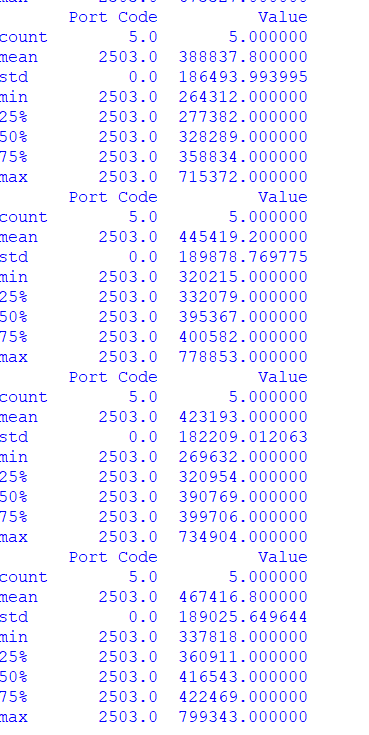 Port Code Value
count 5.0 5.000000
mean 2503.0 388837.800000
std 0.0 186493.993995
min 2503.0 264312.000000
25% 2503.0 277382.000000
50% 2503.0 328289.000000
75% 2503.0 358834.000000
max 2503.0 715372.000000
Port Code Value
count 5.0 5.000000
mean 2503.0 445419.200000
std 0.0 189878.769775
min 2503.0 320215.000000
25% 2503.0 332079.000000
50% 2503.0 395367.000000
75% 2503.0 400582.000000
max 2503.0 778853.000000
Port Code Value
count 5.0 5.000000
mean 2503.0 423193.000000
std 0.0 182209.012063
min 2503.0 269632.000000
25% 2503.0 320954.000000
50% 2503.0 390769.000000
75% 2503.0 399706.000000
max 2503.0 734904.000000
Port Code Value
count 5.0 5.000000
mean 2503.0 467416.800000
std 0.0 189025.649644
min 2503.0 337818.000000
25% 2503.0 360911.000000
50% 2503.0 416543.000000
75% 2503.0 422469.000000
max 2503.0 799343.000000